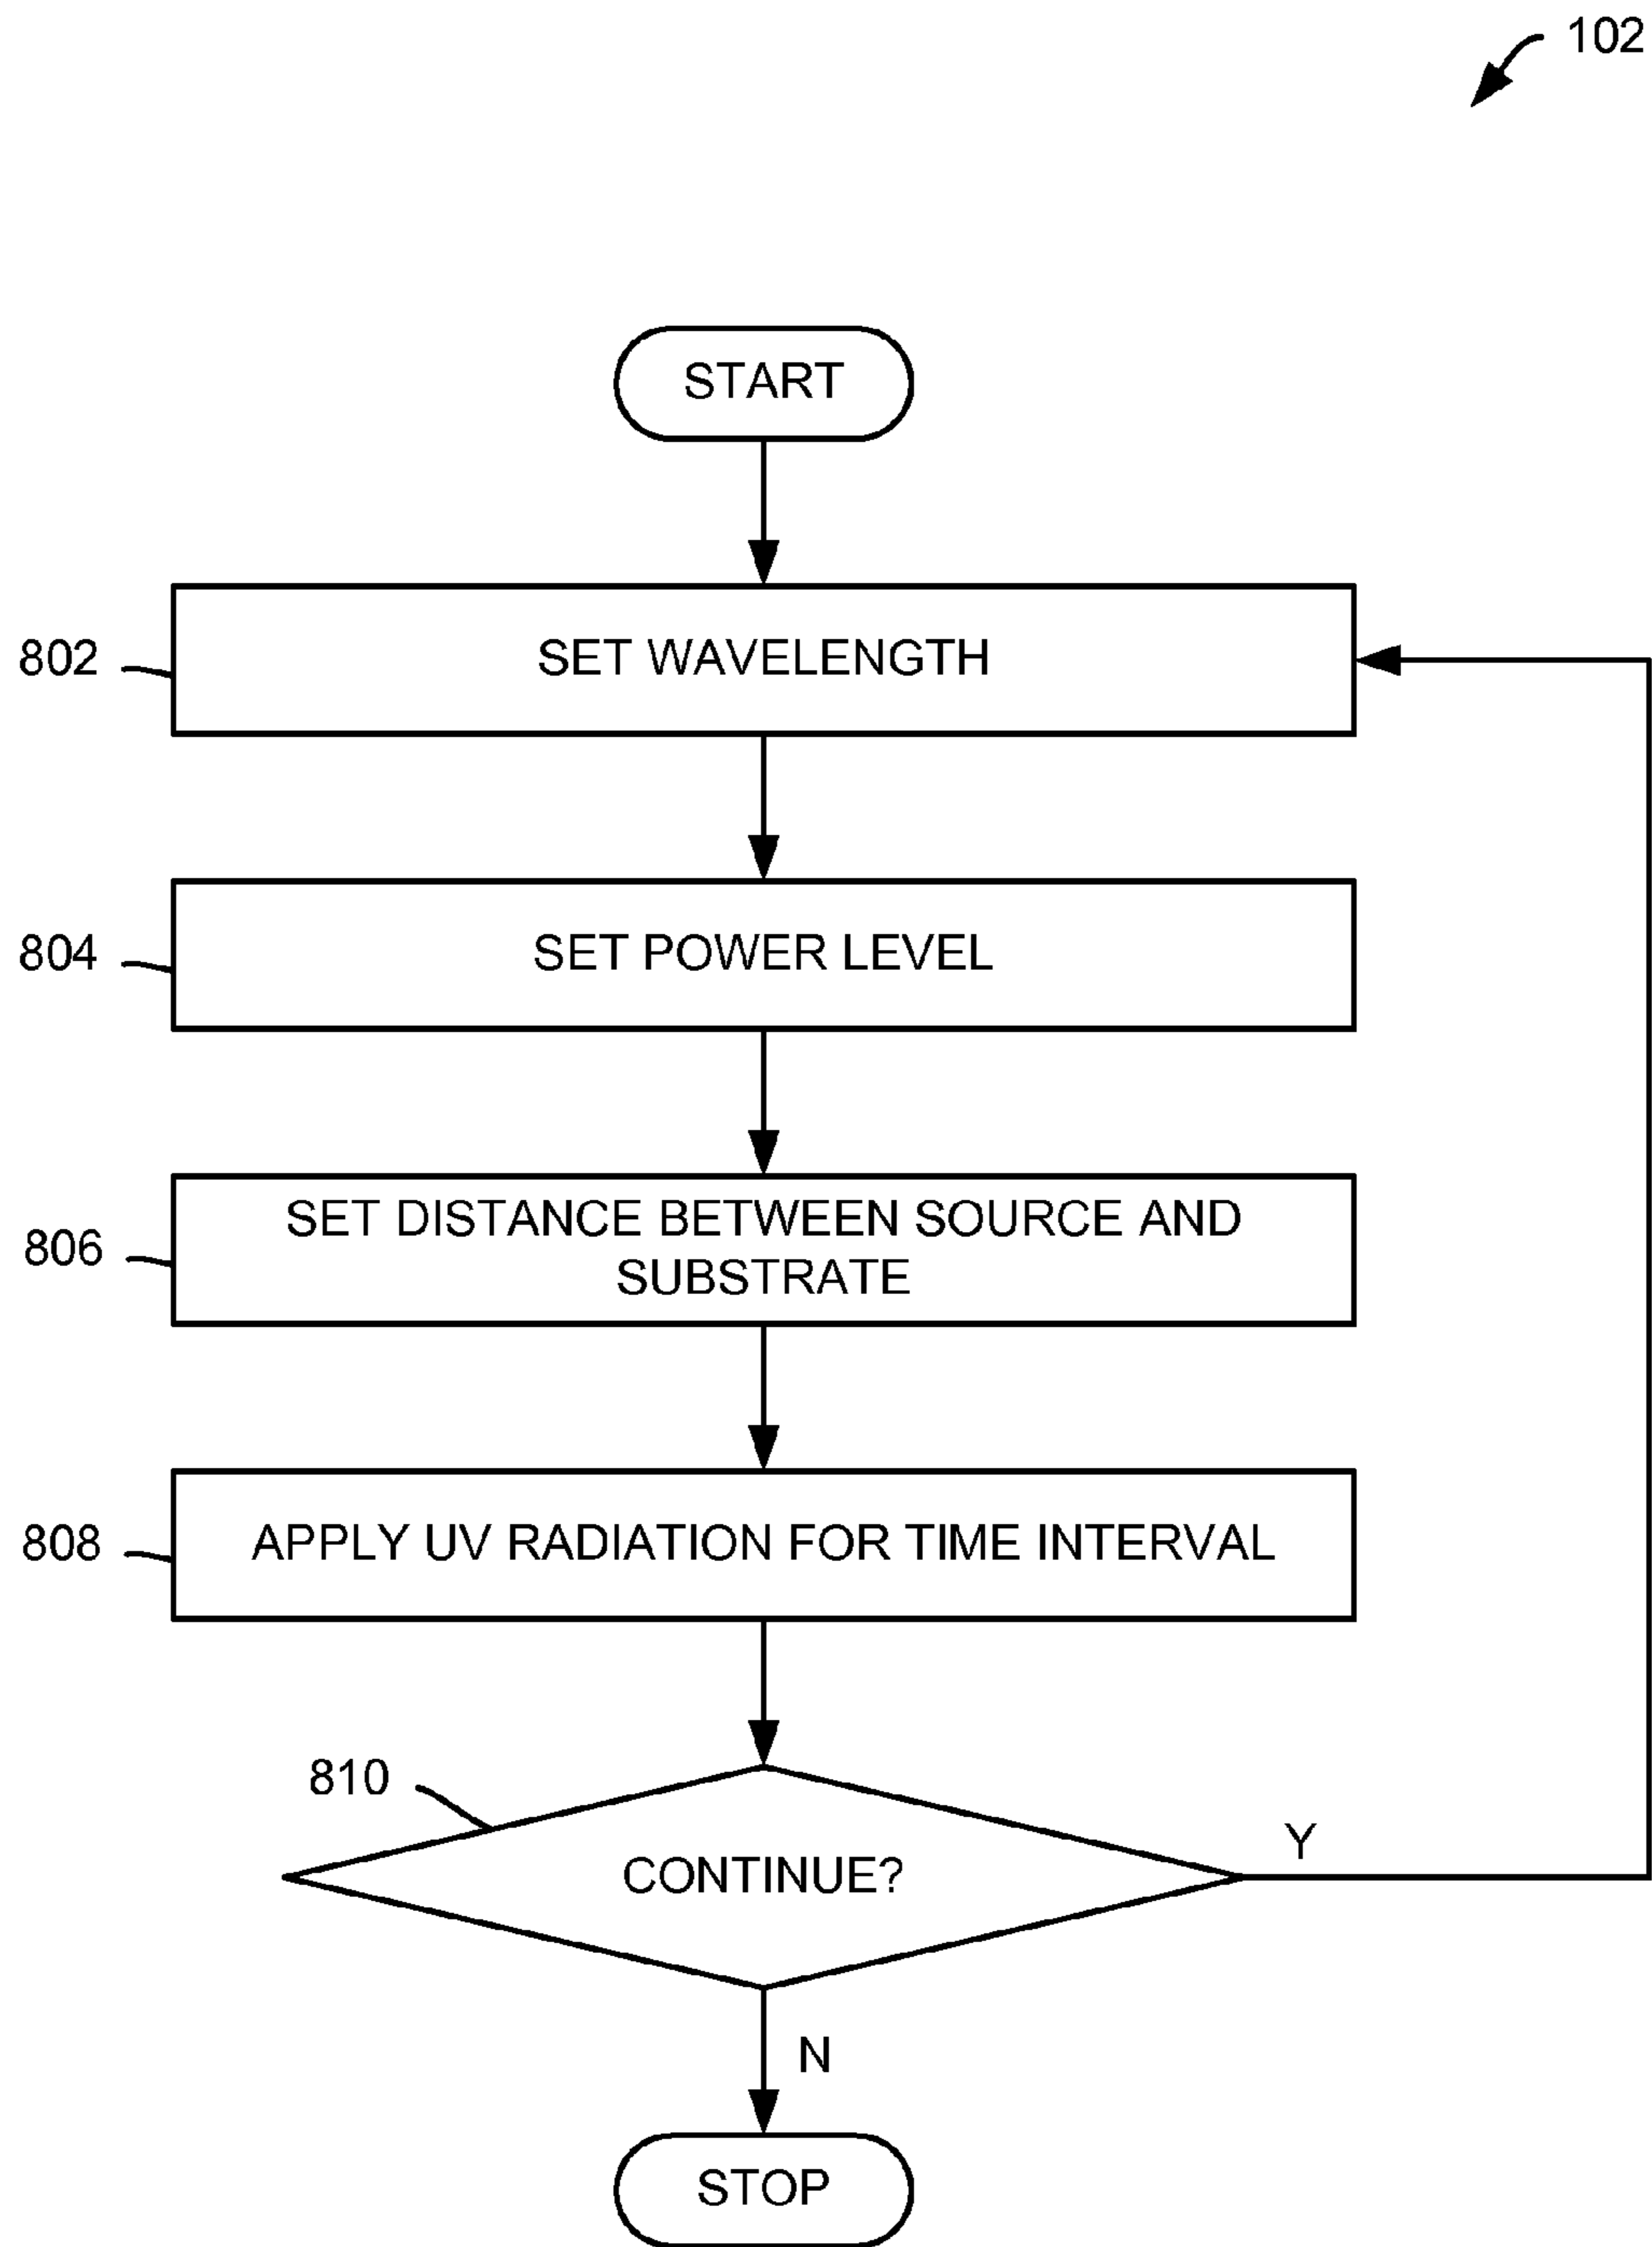 102
START
802
SET WAVELENGTH
804
SET POWER LEVEL
806
SET DISTANCE BETWEEN SOURCE AND
SUBSTRATE
808
APPLY UV RADIATION FOR TIME INTERVAL
810
CONTINUE?
Y
N
STOP